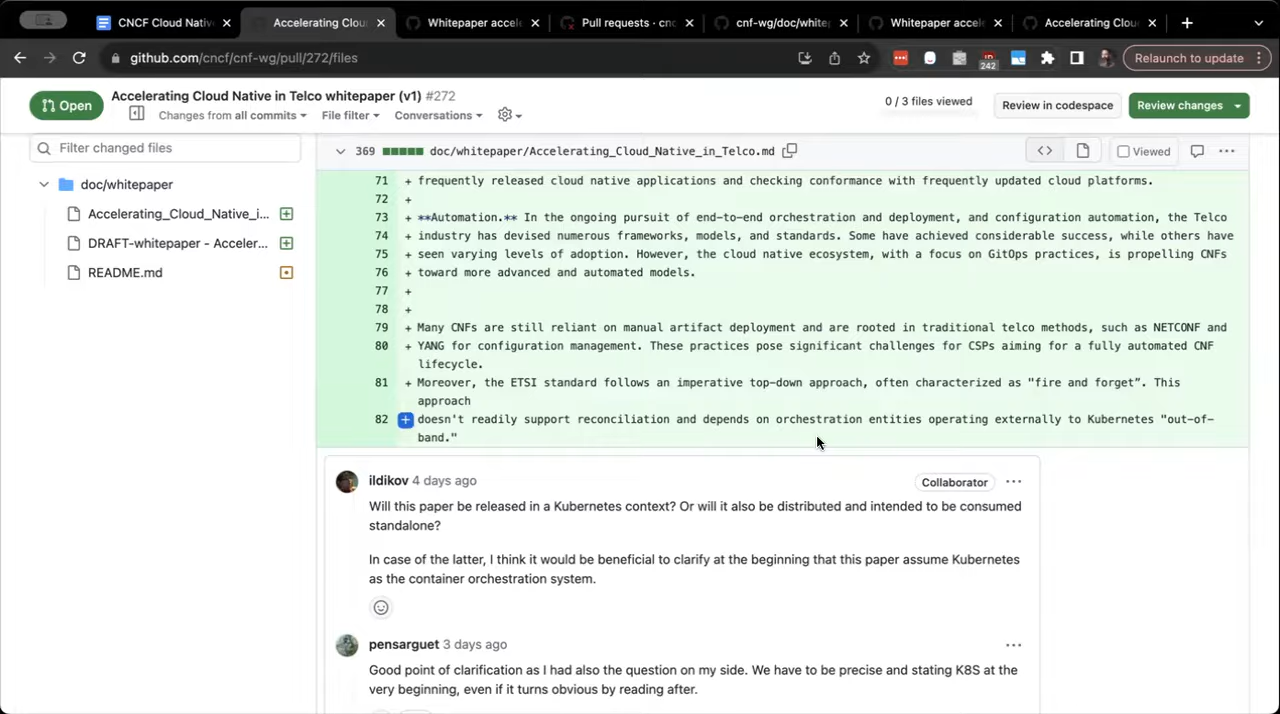 CNCF Cloud Nativ
Accelerating Clou
Whitepaper accel
Pull requests · cnc
cnf-wg/doc/white
Whitepaper accel
Accelerating Clou
github.com/cncf/cnf-wg/pull/272/files
242
Relaunch to update
Open
Accelerating Cloud Native in Telco whitepaper (v1) #272
Changes from all commits
File filter
Conversations
0 / 3 files viewed
Review in codespace
Review changes
Filter changed files
doc/whitepaper
Accelerating_Cloud_Native_i...
DRAFT-whitepaper - Acceler...
README.md
369 doc/whitepaper/Accelerating_Cloud_Native_in_Telco.md
Viewed
71 + frequently released cloud native applications and checking conformance with frequently updated cloud platforms.
72 +
73 + **Automation.** In the ongoing pursuit of end-to-end orchestration and deployment, and configuration automation, the Telco
74 + industry has devised numerous frameworks, models, and standards. Some have achieved considerable success, while others have
75 + seen varying levels of adoption. However, the cloud native ecosystem, with a focus on GitOps practices, is propelling CNFs
76 + toward more advanced and automated models.
77 +
78 +
79 + Many CNFs are still reliant on manual artifact deployment and are rooted in traditional telco methods, such as NETCONF and
80 + YANG for configuration management. These practices pose significant challenges for CSPs aiming for a fully automated CNF
lifecycle.
81 + Moreover, the ETSI standard follows an imperative top-down approach, often characterized as "fire and forget”. This
approach
82 + doesn't readily support reconciliation and depends on orchestration entities operating externally to Kubernetes "out-of-
band."
ildikov 4 days ago
Collaborator
Will this paper be released in a Kubernetes context? Or will it also be distributed and intended to be consumed
standalone?
In case of the latter, I think it would be beneficial to clarify at the beginning that this paper assume Kubernetes
as the container orchestration system.
pensarguet 3 days ago
Good point of clarification as I had also the question on my side. We have to be precise and stating K8S at the
very beginning, even if it turns obvious by reading after.